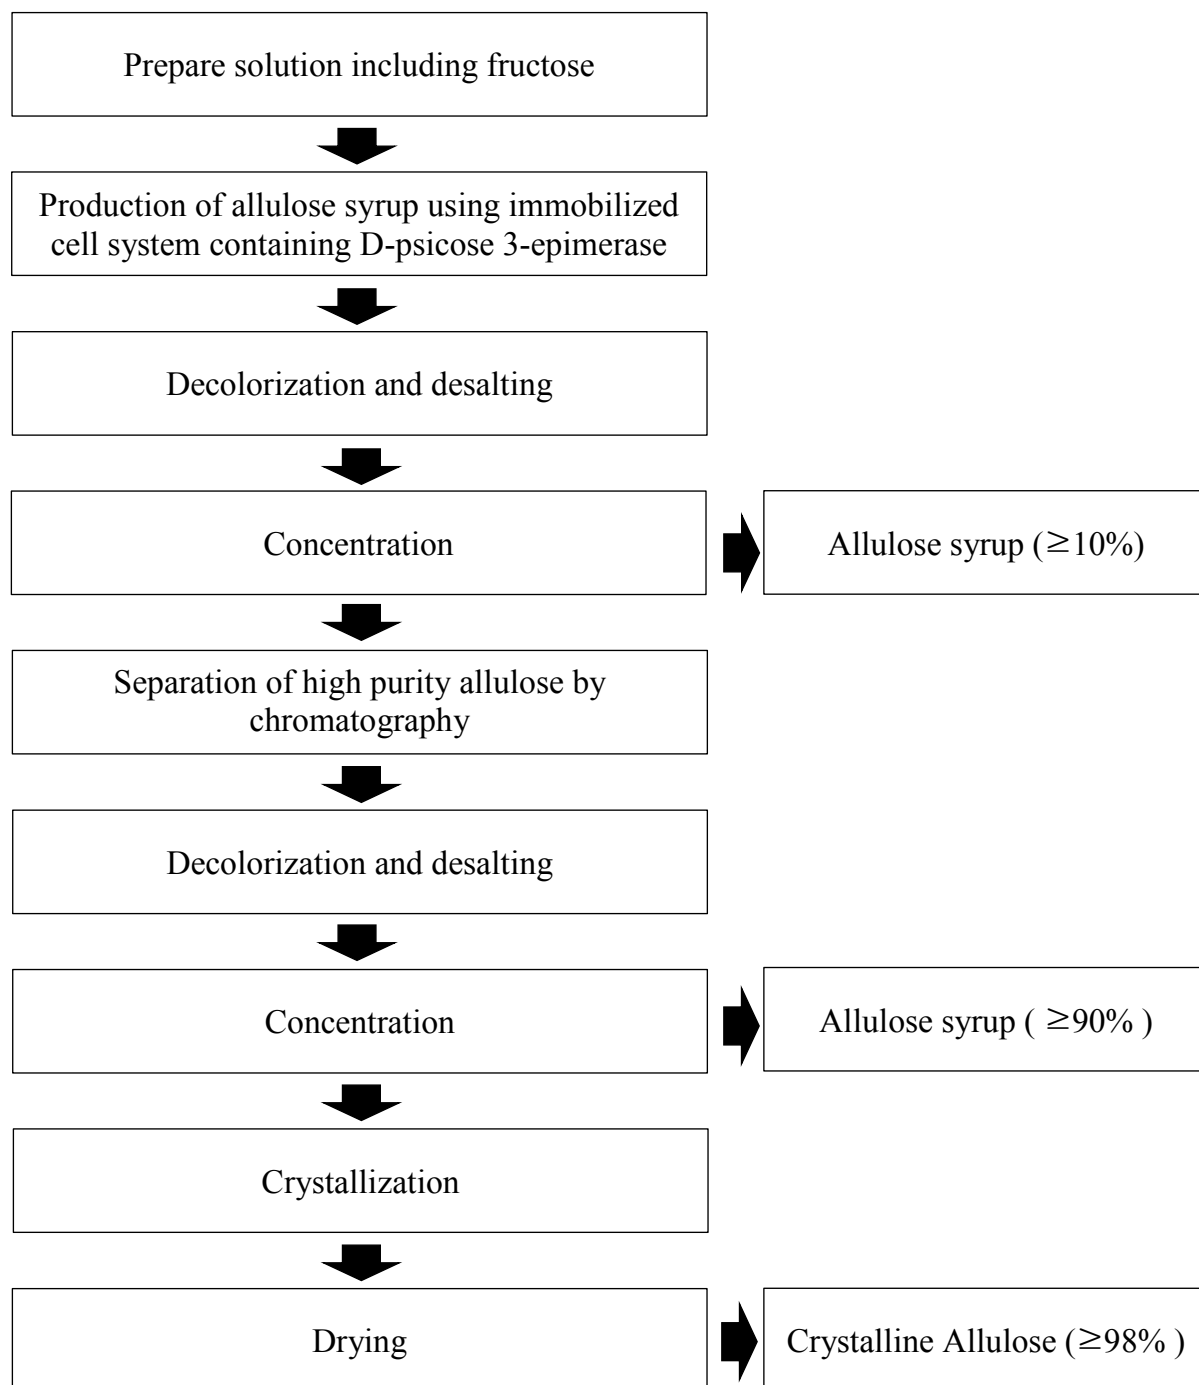 Prepare solution including fructose
Production of allulose syrup using immobilized
cell system containing D-psicose 3-epimerase
Decolorization and desalting
Concentration
Allulose syrup (≥10%)
Separation of high purity allulose by
chromatography
Decolorization and desalting
Concentration
Allulose syrup ( ≥90% )
Crystallization
Drying
Crystalline Allulose (≥98% )